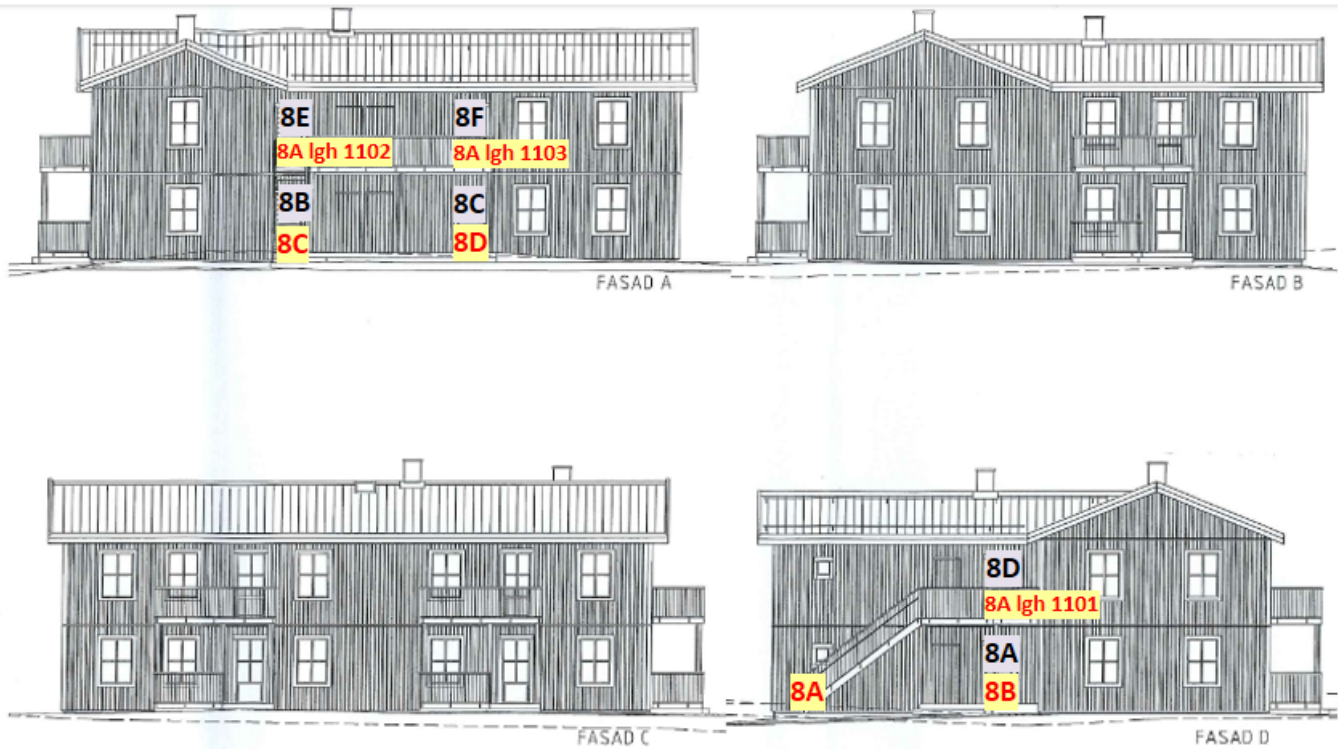 8E
8F
8A lgh 1102
8A lgh 1103
8B
8C
8C
8D
FASAD A
FASAD B
8D
8A lgh 1101
8A
8A
8B
FASAD C
FASAD D